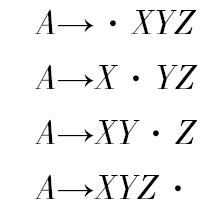 A→ · XYZ
A→X · YZ
A→XY · Z
A→XYZ ·